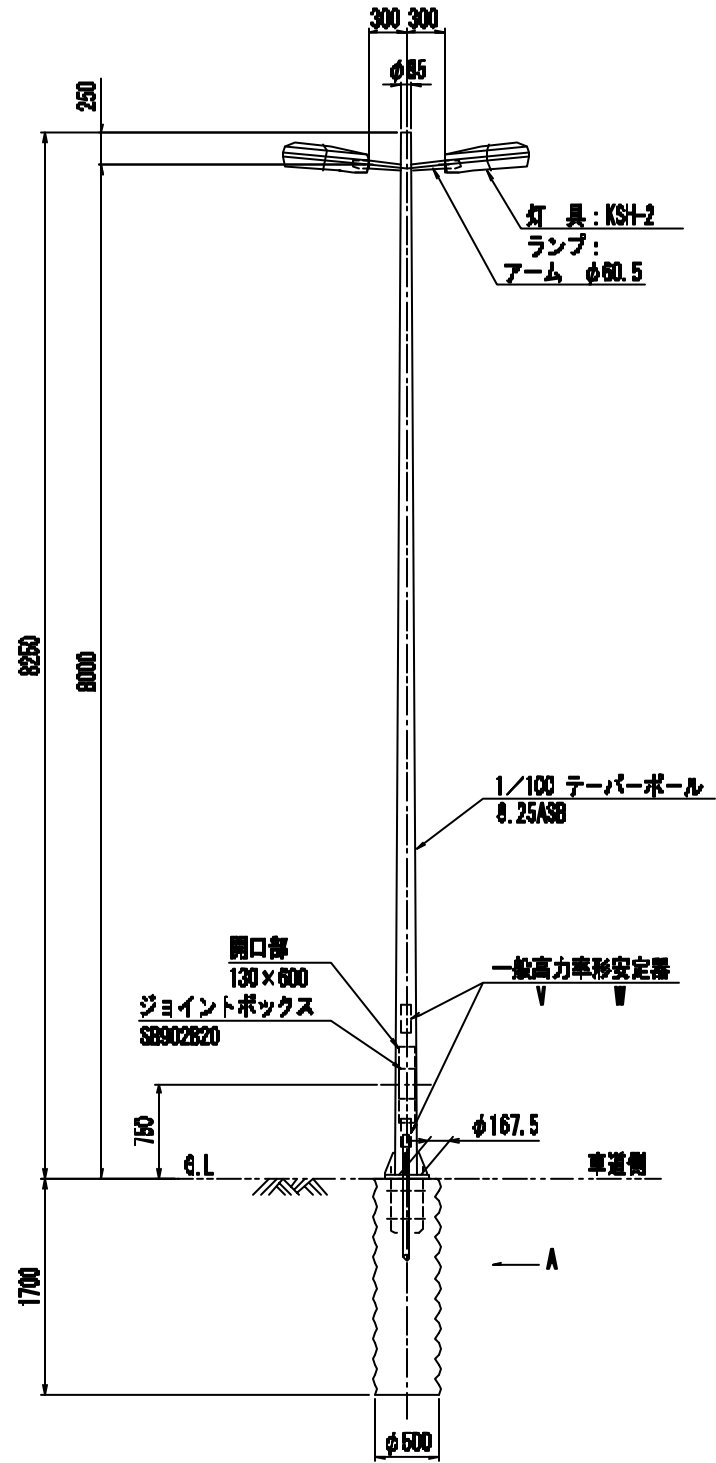 300 300
φ85
250
灯 具：KSH-2
ランプ：
アーム φ60.5
8250
8000
1／100 テーパーポール
8.25ASB
開口部
130×600
一般高力率形安定器
V W
ジョイントボックス
SB902B20
750
φ167.5
G.L
車道側
A
1700
φ500